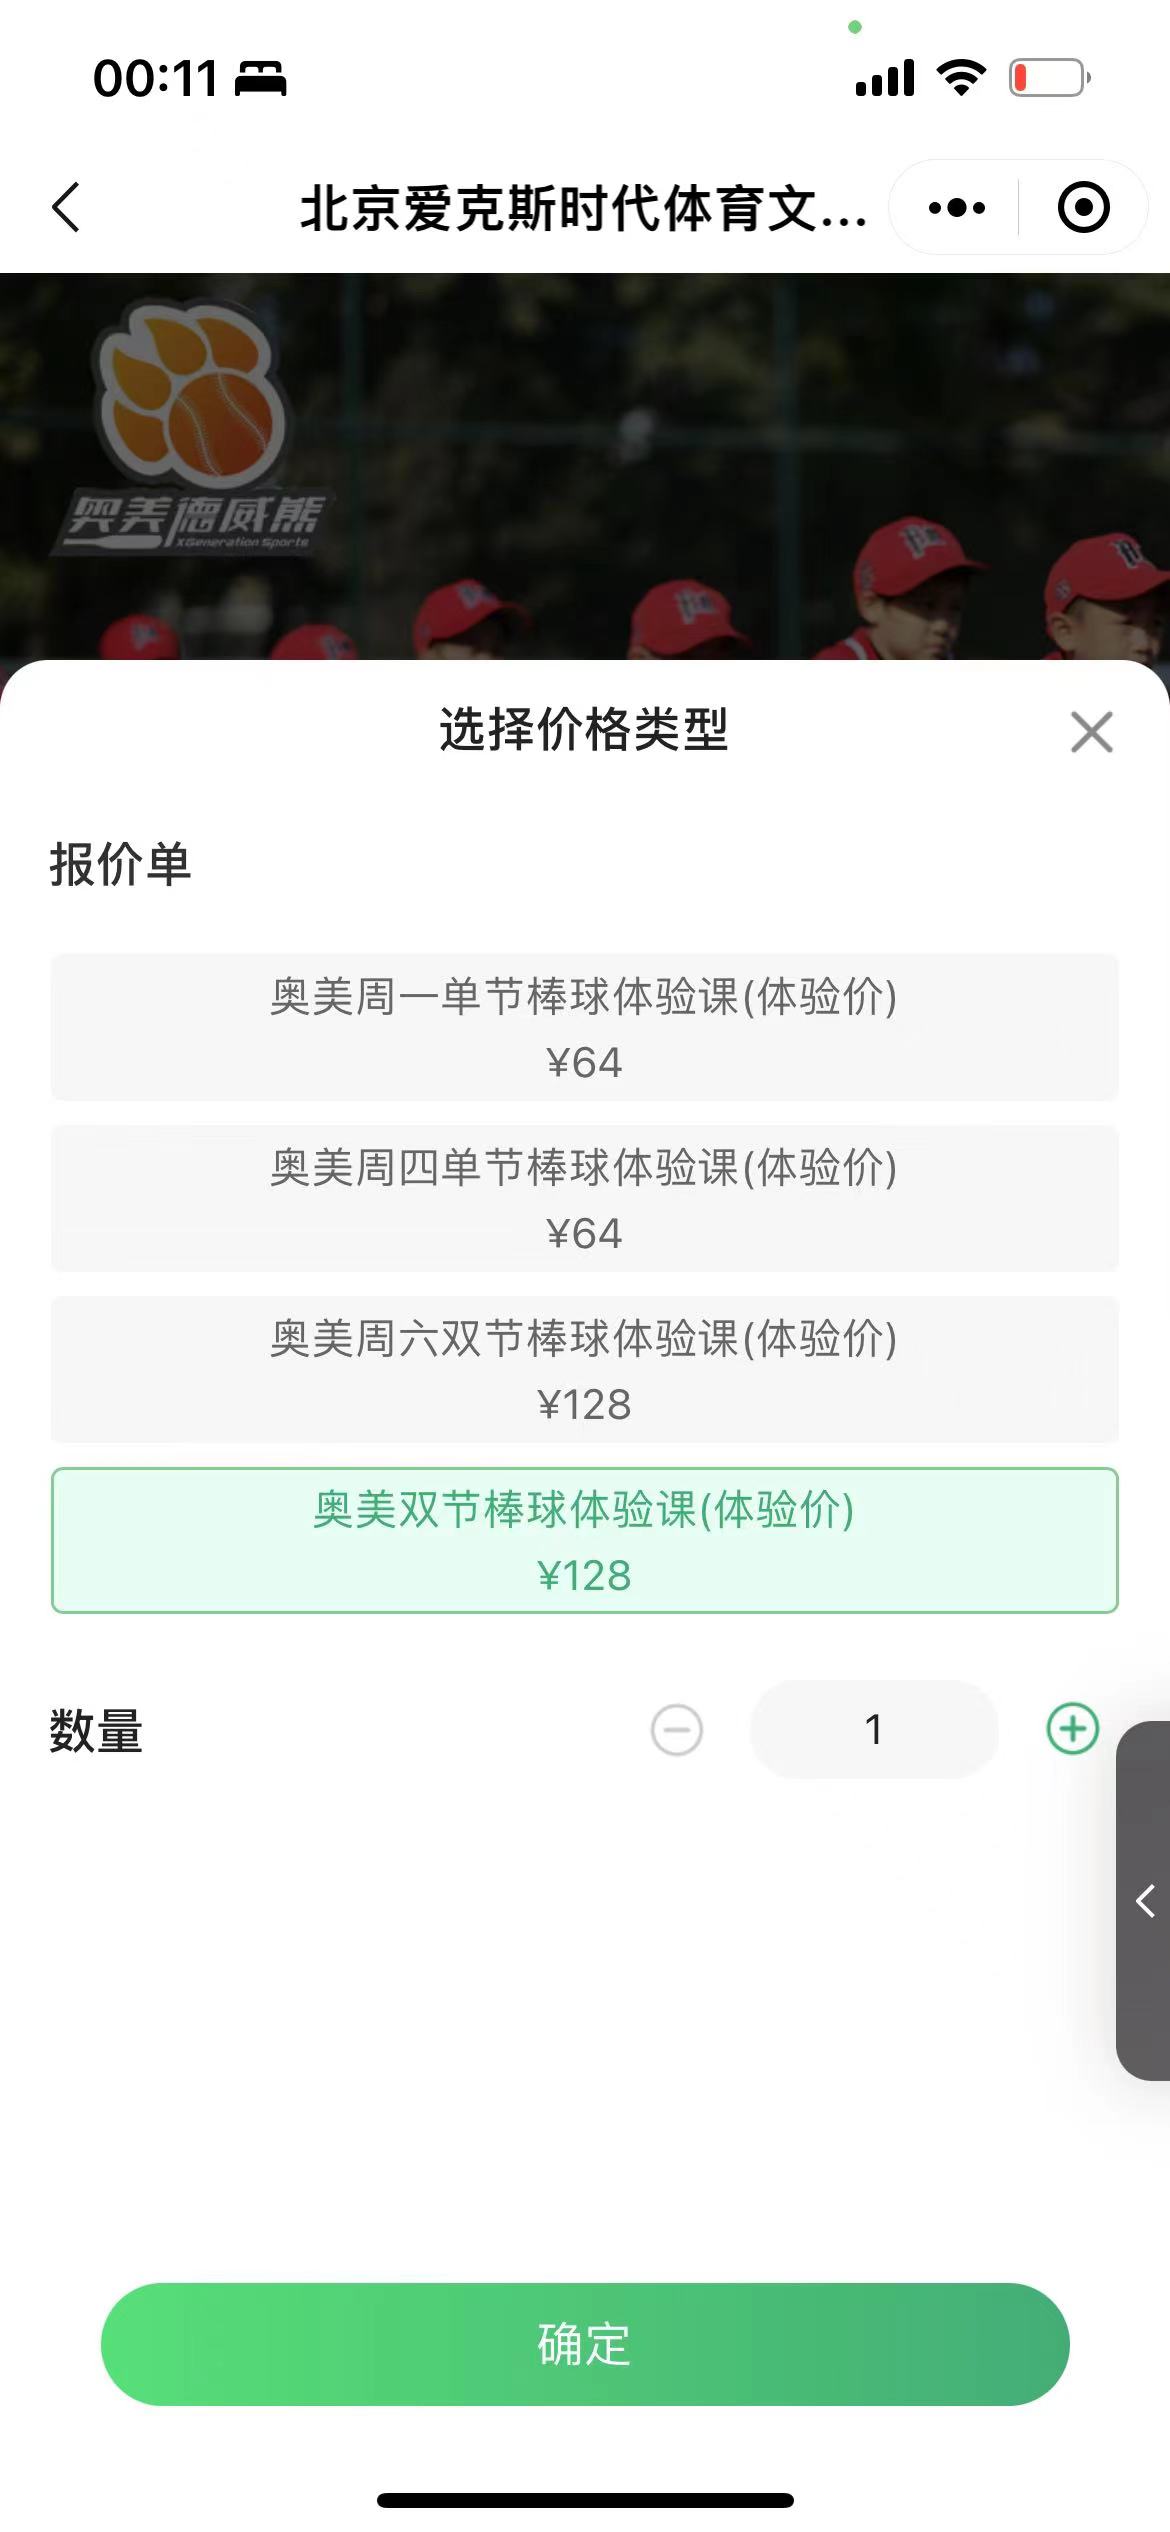 00:11
北京爱克斯时代体育文...
奥美德威熊
XGeneration Sports
选择价格类型
报价单
奥美周一单节棒球体验课(体验价)
¥64
奥美周四单节棒球体验课(体验价)
¥64
奥美周六双节棒球体验课(体验价)
¥128
奥美双节棒球体验课(体验价)
¥128
数量
1
确定